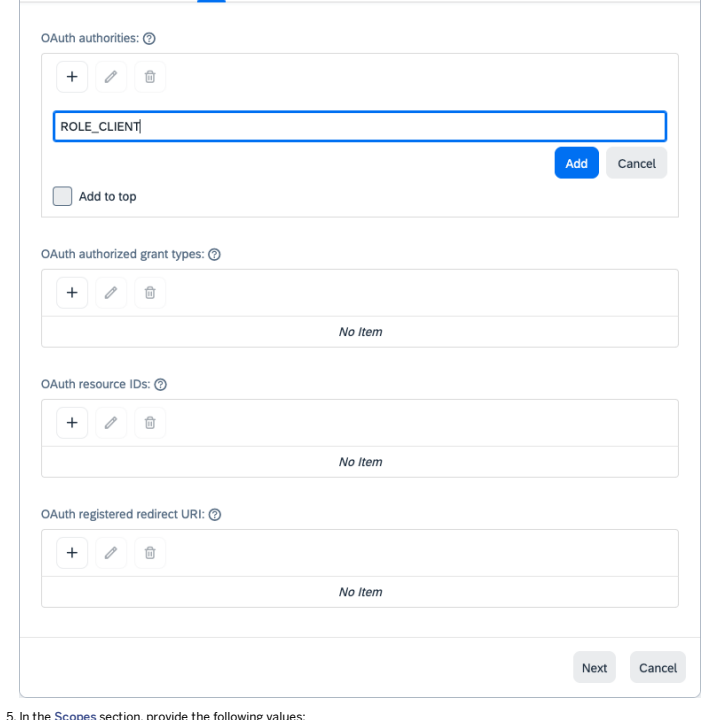 OAuth authorities:
ROLE_CLIENT
Add Cancel
Add to top
OAuth authorized grant types:
No Item
OAuth resource IDs:
No Item
OAuth registered redirect URI:
No Item
Next Cancel
5. In the Scopes section, provide the following values: